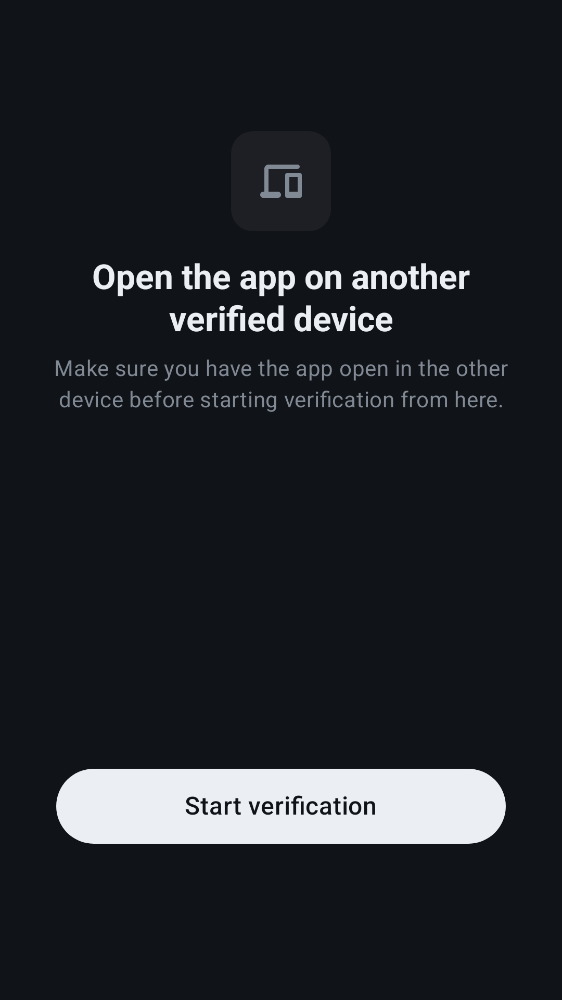 Open the app on another
verified device
Make sure you have the app open in the other
device before starting verification from here.
Start verification